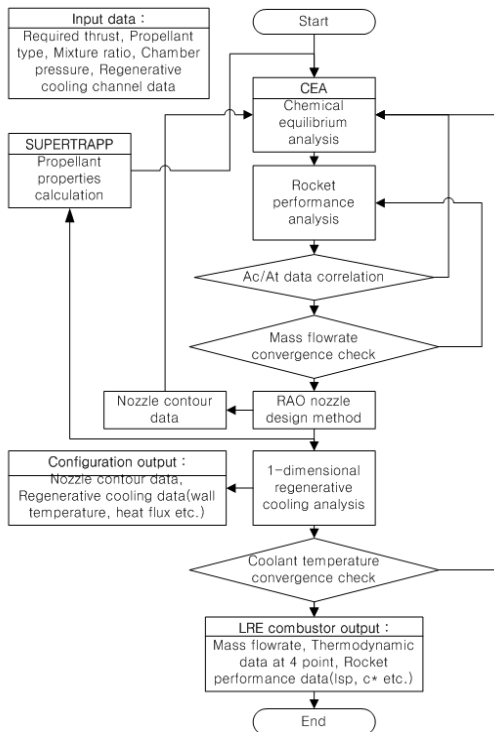 Input data :
Required thrust, Propellant
type, Mixture ratio, Chamber
pressure, Regenerative
cooling channel data
Start
CEA
Chemical
equilibrium
analysis
SUPERTRAPP
Propellant
properties
calculation
Rocket
performance
analysis
Ac/At data correlation
Mass flowrate
convergence check
Nozzle contour
data
RAO nozzle
design method
Configuration output :
Nozzle contour data,
Regenerative cooling data(wall
temperature, heat flux etc.)
1-dimensional
regenerative
cooling analysis
Coolant temperature
convergence check
LRE combustor output :
Mass flowrate, Thermodynamic
data at 4 point, Rocket
performance data(Isp, c* etc.)
End